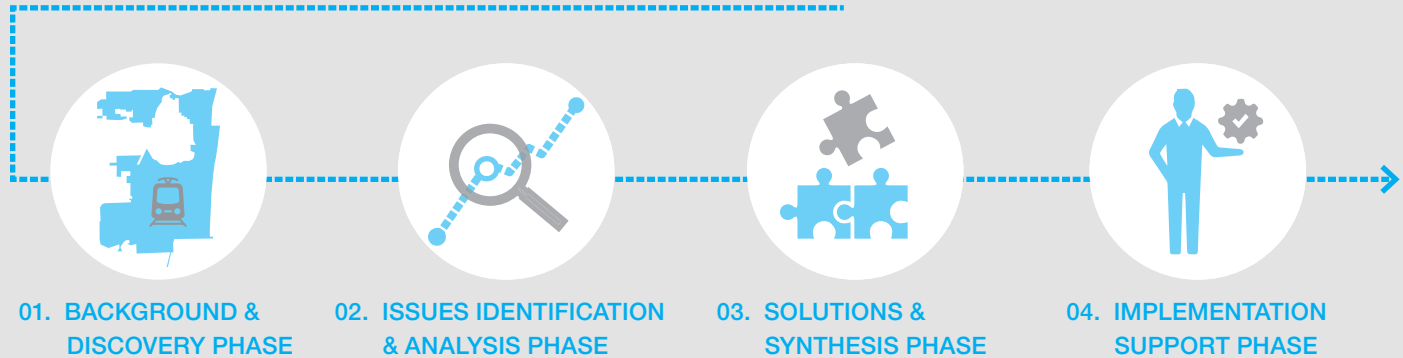 01. BACKGROUND &
DISCOVERY PHASE
02. ISSUES IDENTIFICATION
& ANALYSIS PHASE
03. SOLUTIONS &
SYNTHESIS PHASE
04. IMPLEMENTATION
SUPPORT PHASE